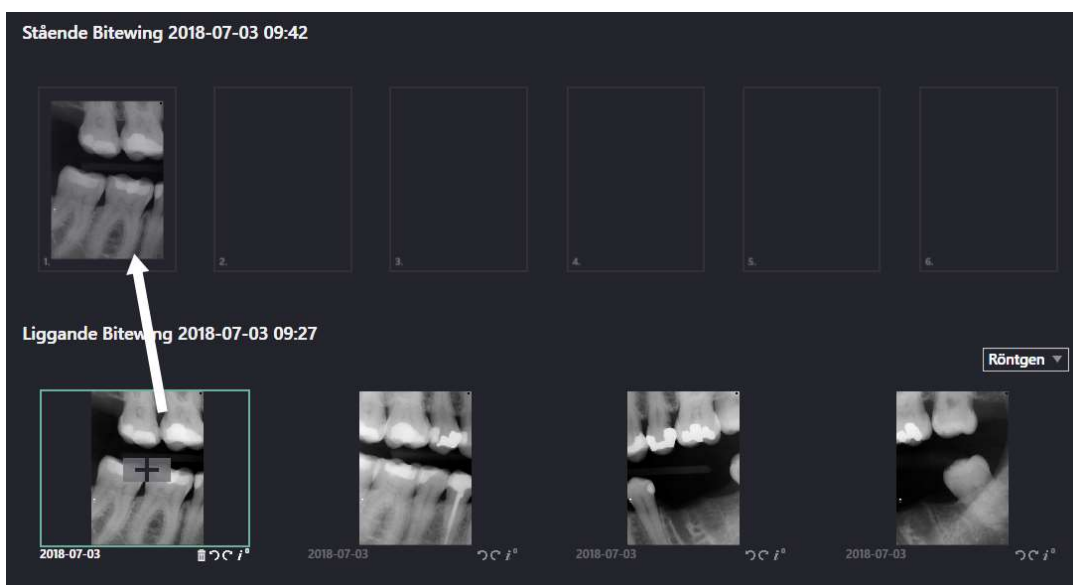 Stående Bitewing 2018-07-03 09:42
1. 2. 3. 4. 5. 6.
Liggande Bitewing 2018-07-03 09:27
Röntgen
2018-07-03 2018-07-03 2018-07-03 2018-07-03